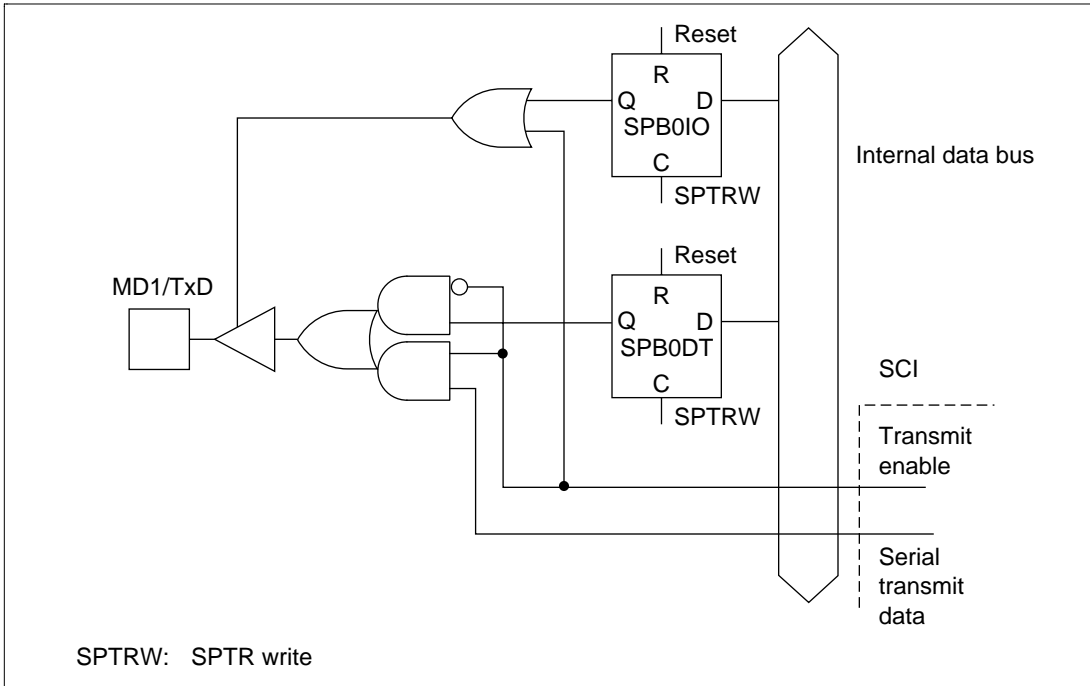 Reset
R
Q D
SPB0IO
C
SPTRW
Internal data bus
Reset
MD1/TxD
R
Q D
SPB0DT
C
SPTRW
SCI
Transmit
enable
Serial
transmit
data
SPTRW: SPTR write